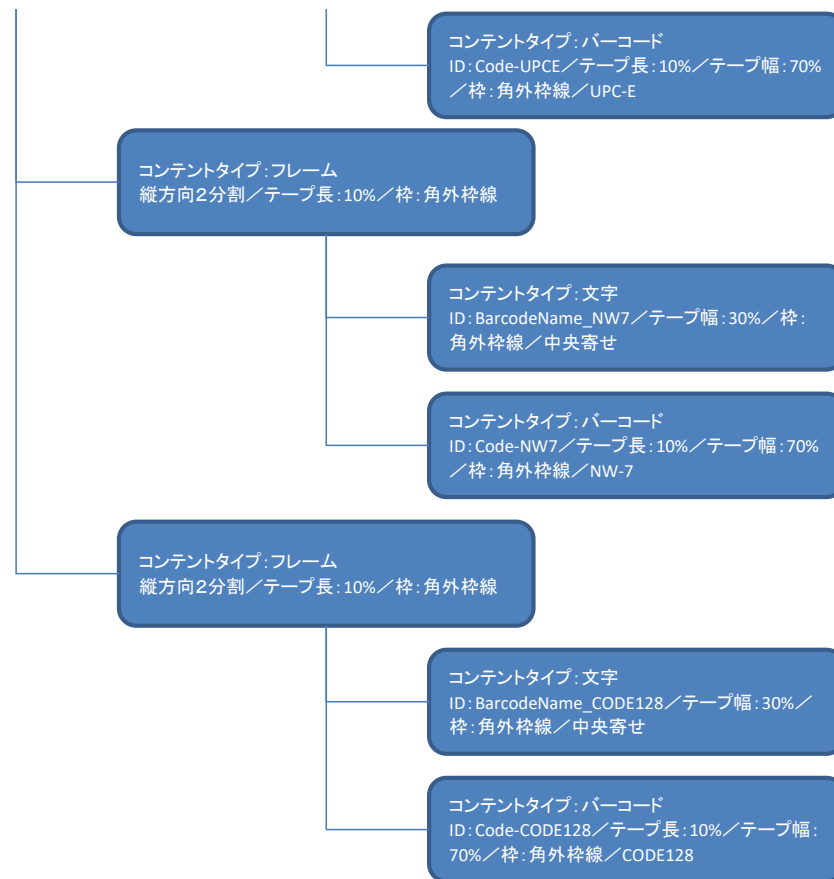 コンテントタイプ：バーコード
ID：Code-UPCE／テープ長：10%／テープ幅：70%
／枠：角外枠線／UPC-E
コンテントタイプ：フレーム
縦方向２分割／テープ長：10%／枠：角外枠線
コンテントタイプ：文字
ID：BarcodeName_NW7／テープ幅：30%／枠：
角外枠線／中央寄せ
コンテントタイプ：バーコード
ID：Code-NW7／テープ長：10%／テープ幅：70%
／枠：角外枠線／NW-7
コンテントタイプ：フレーム
縦方向２分割／テープ長：10%／枠：角外枠線
コンテントタイプ：文字
ID：BarcodeName_CODE128／テープ幅：30%／
枠：角外枠線／中央寄せ
コンテントタイプ：バーコード
ID：Code-CODE128／テープ長：10%／テープ幅：
70%／枠：角外枠線／CODE128